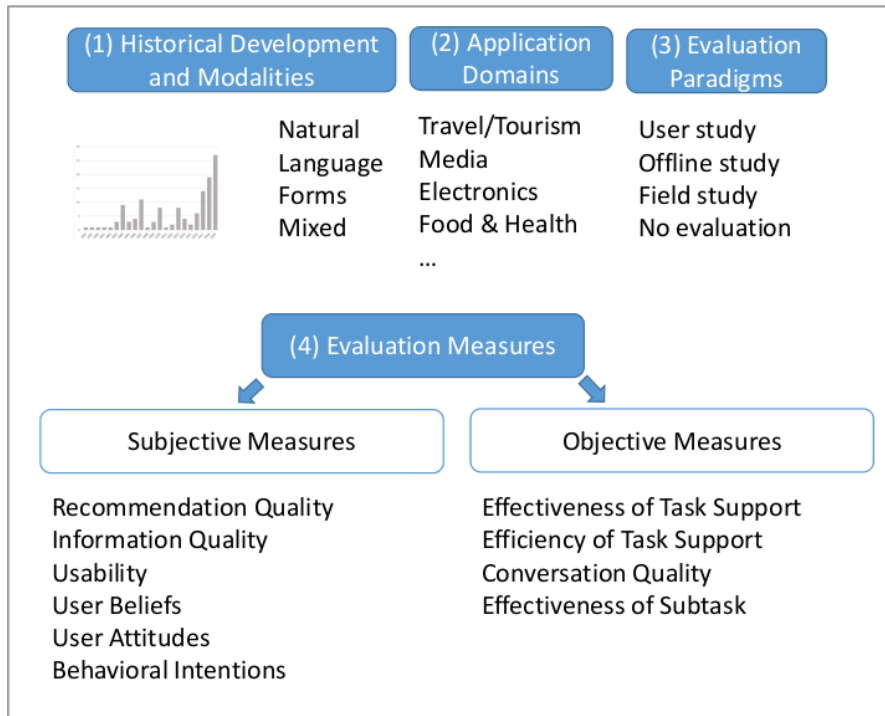 (1) Historical Development
and Modalities
(2) Application
Domains
(3) Evaluation
Paradigms
Natural
Language
Forms
Mixed
Travel/Tourism
Media
Electronics
Food & Health
...
User study
Offline study
Field study
No evaluation
(4) Evaluation Measures
Subjective Measures
Objective Measures
Recommendation Quality
Information Quality
Usability
User Beliefs
User Attitudes
Behavioral Intentions
Effectiveness of Task Support
Efficiency of Task Support
Conversation Quality
Effectiveness of Subtask